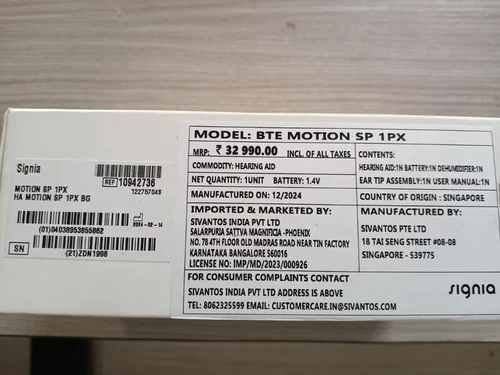 Signia
REF 10942736
122757048
MOTION SP 1PX
HA MOTION SP 1PX BG
(01)04038953855862
SN
(21)ZDN1998
MODEL: BTE MOTION SP 1PX
MRP: ₹ 32 990.00 INCL. OF ALL TAXES
COMMODITY: HEARING AID
NET QUANTITY: 1UNIT BATTERY: 1.4V
MANUFACTURED ON: 12/2024
CONTENTS:
HEARING AID:1N BATTERY:1N DEHUMIDIFIER:1N
EAR TIP ASSEMBLY:1N USER MANUAL:1N
COUNTRY OF ORIGIN : SINGAPORE
IMPORTED & MARKETED BY:
SIVANTOS INDIA PVT LTD
SALARPURIA SATTVA MAGNIFICIA -PHOENIX
NO. 78 4TH FLOOR OLD MADRAS ROAD NEAR TIN FACTORY
KARNATAKA BANGALORE 560016
LICENSE NO: IMP/MD/2023/000926
MANUFACTURED BY:
SIVANTOS PTE LTD
18 TAI SENG STREET #08-08
SINGAPORE - 539775
FOR CONSUMER COMPLAINTS CONTACT
SIVANTOS INDIA PVT LTD ADDRESS IS ABOVE
TEL: 8062325599 EMAIL: CUSTOMERCARE.IN@SIVANTOS.COM
signia